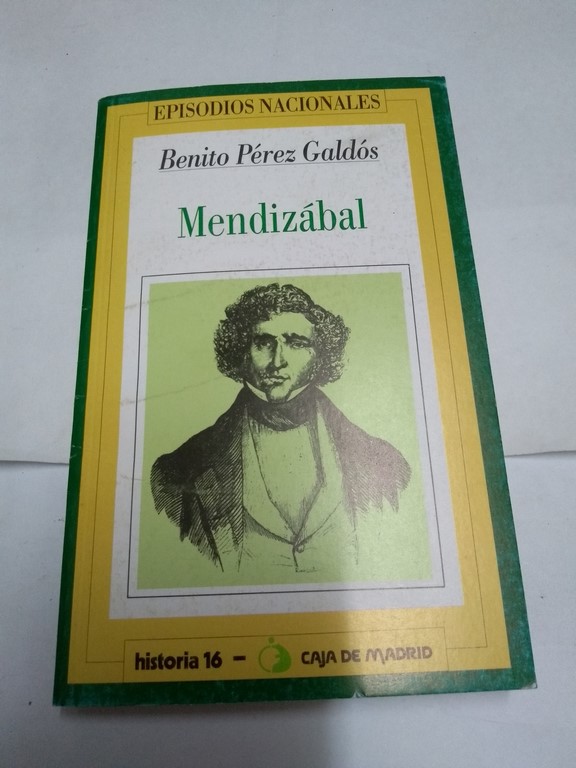 EPISODIOS NACIONALES
Benito Pérez Galdós
Mendizábal
historia 16 - CAJA DE MADRID